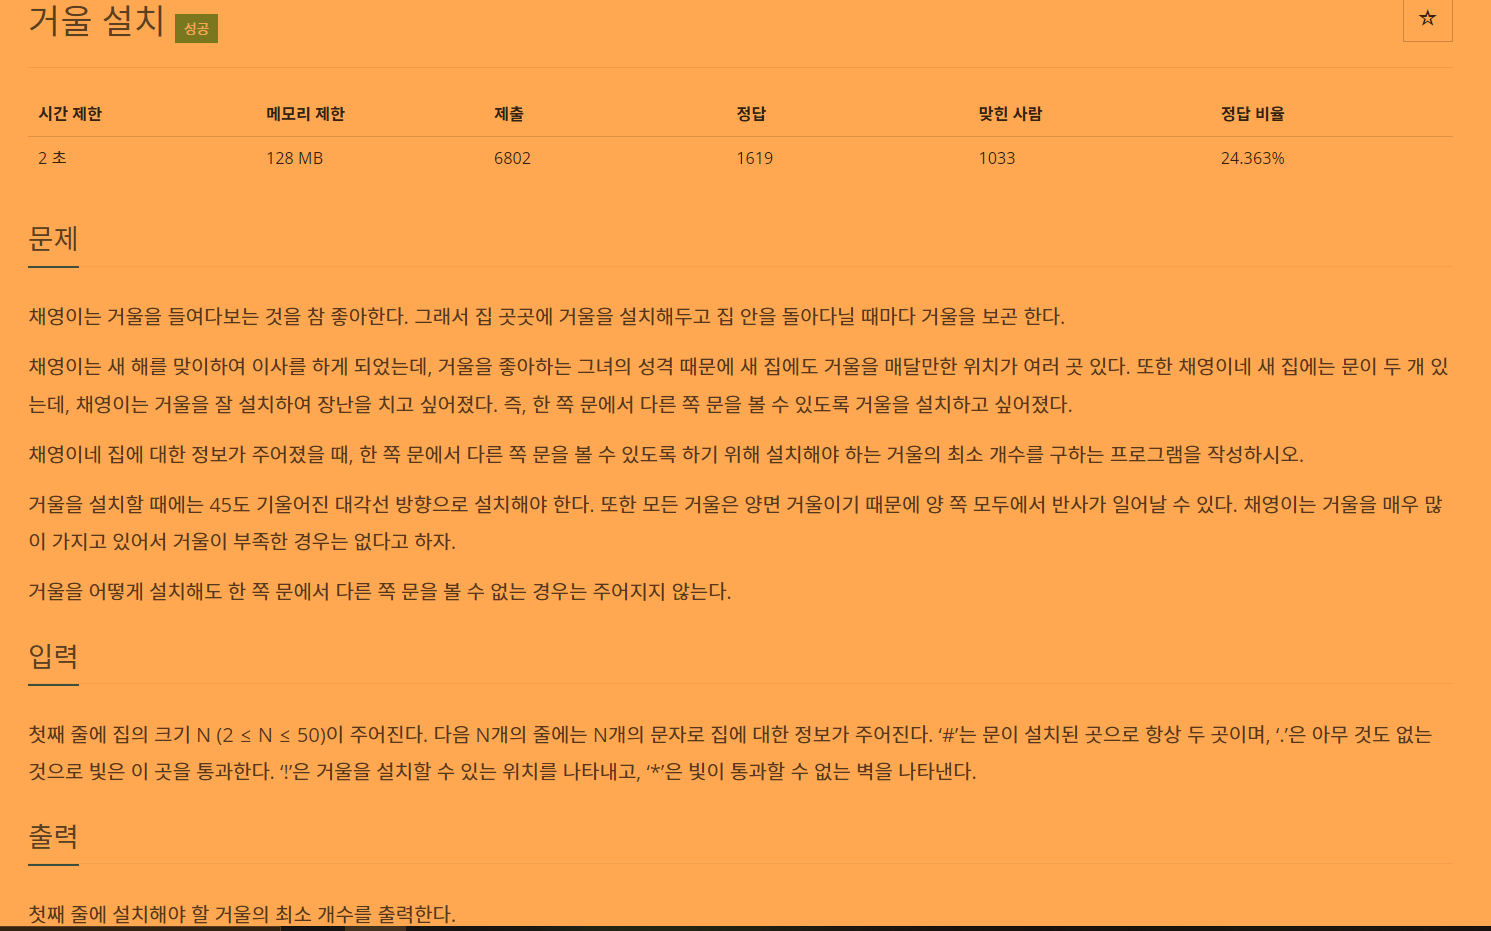 거울 설치 성공
☆
시간 제한 메모리 제한 제출 정답 맞힌 사람 정답 비율
2 초 128 MB 6802 1619 1033 24.363%
문제
채영이는 거울을 들여다보는 것을 참 좋아한다. 그래서 집 곳곳에 거울을 설치해두고 집 안을 돌아다닐 때마다 거울을 보곤 한다.
채영이는 새 해를 맞이하여 이사를 하게 되었는데, 거울을 좋아하는 그녀의 성격 때문에 새 집에도 거울을 매달만한 위치가 여러 곳 있다. 또한 채영이네 새 집에는 문이 두 개 있
는데, 채영이는 거울을 잘 설치하여 장난을 치고 싶어졌다. 즉, 한 쪽 문에서 다른 쪽 문을 볼 수 있도록 거울을 설치하고 싶어졌다.
채영이네 집에 대한 정보가 주어졌을 때, 한 쪽 문에서 다른 쪽 문을 볼 수 있도록 하기 위해 설치해야 하는 거울의 최소 개수를 구하는 프로그램을 작성하시오.
거울을 설치할 때에는 45도 기울어진 대각선 방향으로 설치해야 한다. 또한 모든 거울은 양면 거울이기 때문에 양 쪽 모두에서 반사가 일어날 수 있다. 채영이는 거울을 매우 많
이 가지고 있어서 거울이 부족한 경우는 없다고 하자.
거울을 어떻게 설치해도 한 쪽 문에서 다른 쪽 문을 볼 수 없는 경우는 주어지지 않는다.
입력
첫째 줄에 집의 크기 N (2 ≤ N ≤ 50)이 주어진다. 다음 N개의 줄에는 N개의 문자로 집에 대한 정보가 주어진다. ‘#’는 문이 설치된 곳으로 항상 두 곳이며, ‘.’은 아무 것도 없는
것으로 빛은 이 곳을 통과한다. ‘!’은 거울을 설치할 수 있는 위치를 나타내고, ‘*’은 빛이 통과할 수 없는 벽을 나타낸다.
출력
첫째 줄에 설치해야 할 거울의 최소 개수를 출력한다.